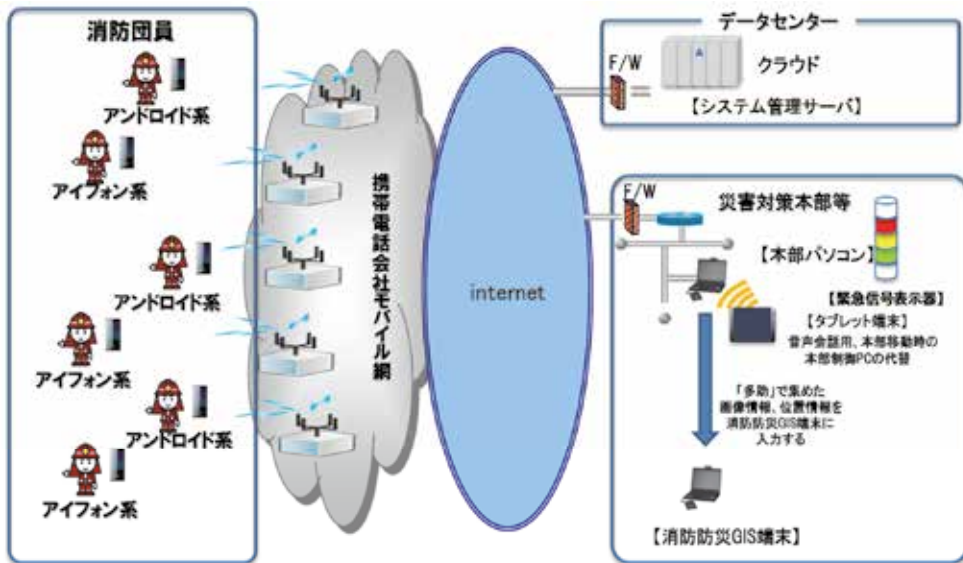 消防団員
アンドロイド系
アイフォン系
アンドロイド系
アイフォン系
アンドロイド系
アイフォン系
携帯電話会社モバイル網
internet
データセンター
F/W
クラウド
【システム管理サーバ】
F/W
災害対策本部等
【本部パソコン】
【緊急信号表示器】
【タブレット端末】
音声会話用、本部移動時の
本部制御PCの代替
「多助」で集めた
画像情報、位置情報を
消防防災GIS端末に
入力する
【消防防災GIS端末】